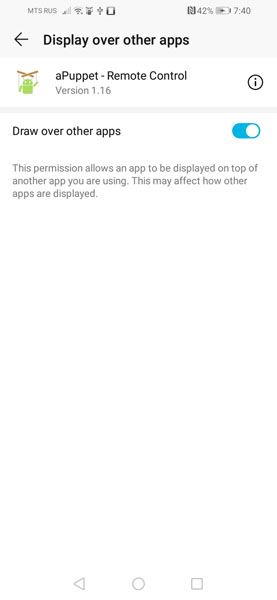 MTS RUS 42% 7:40
Display over other apps
aPuppet - Remote Control
Version 1.16
Draw over other apps
This permission allows an app to be displayed on top of
another app you are using. This may affect how other
apps are displayed.